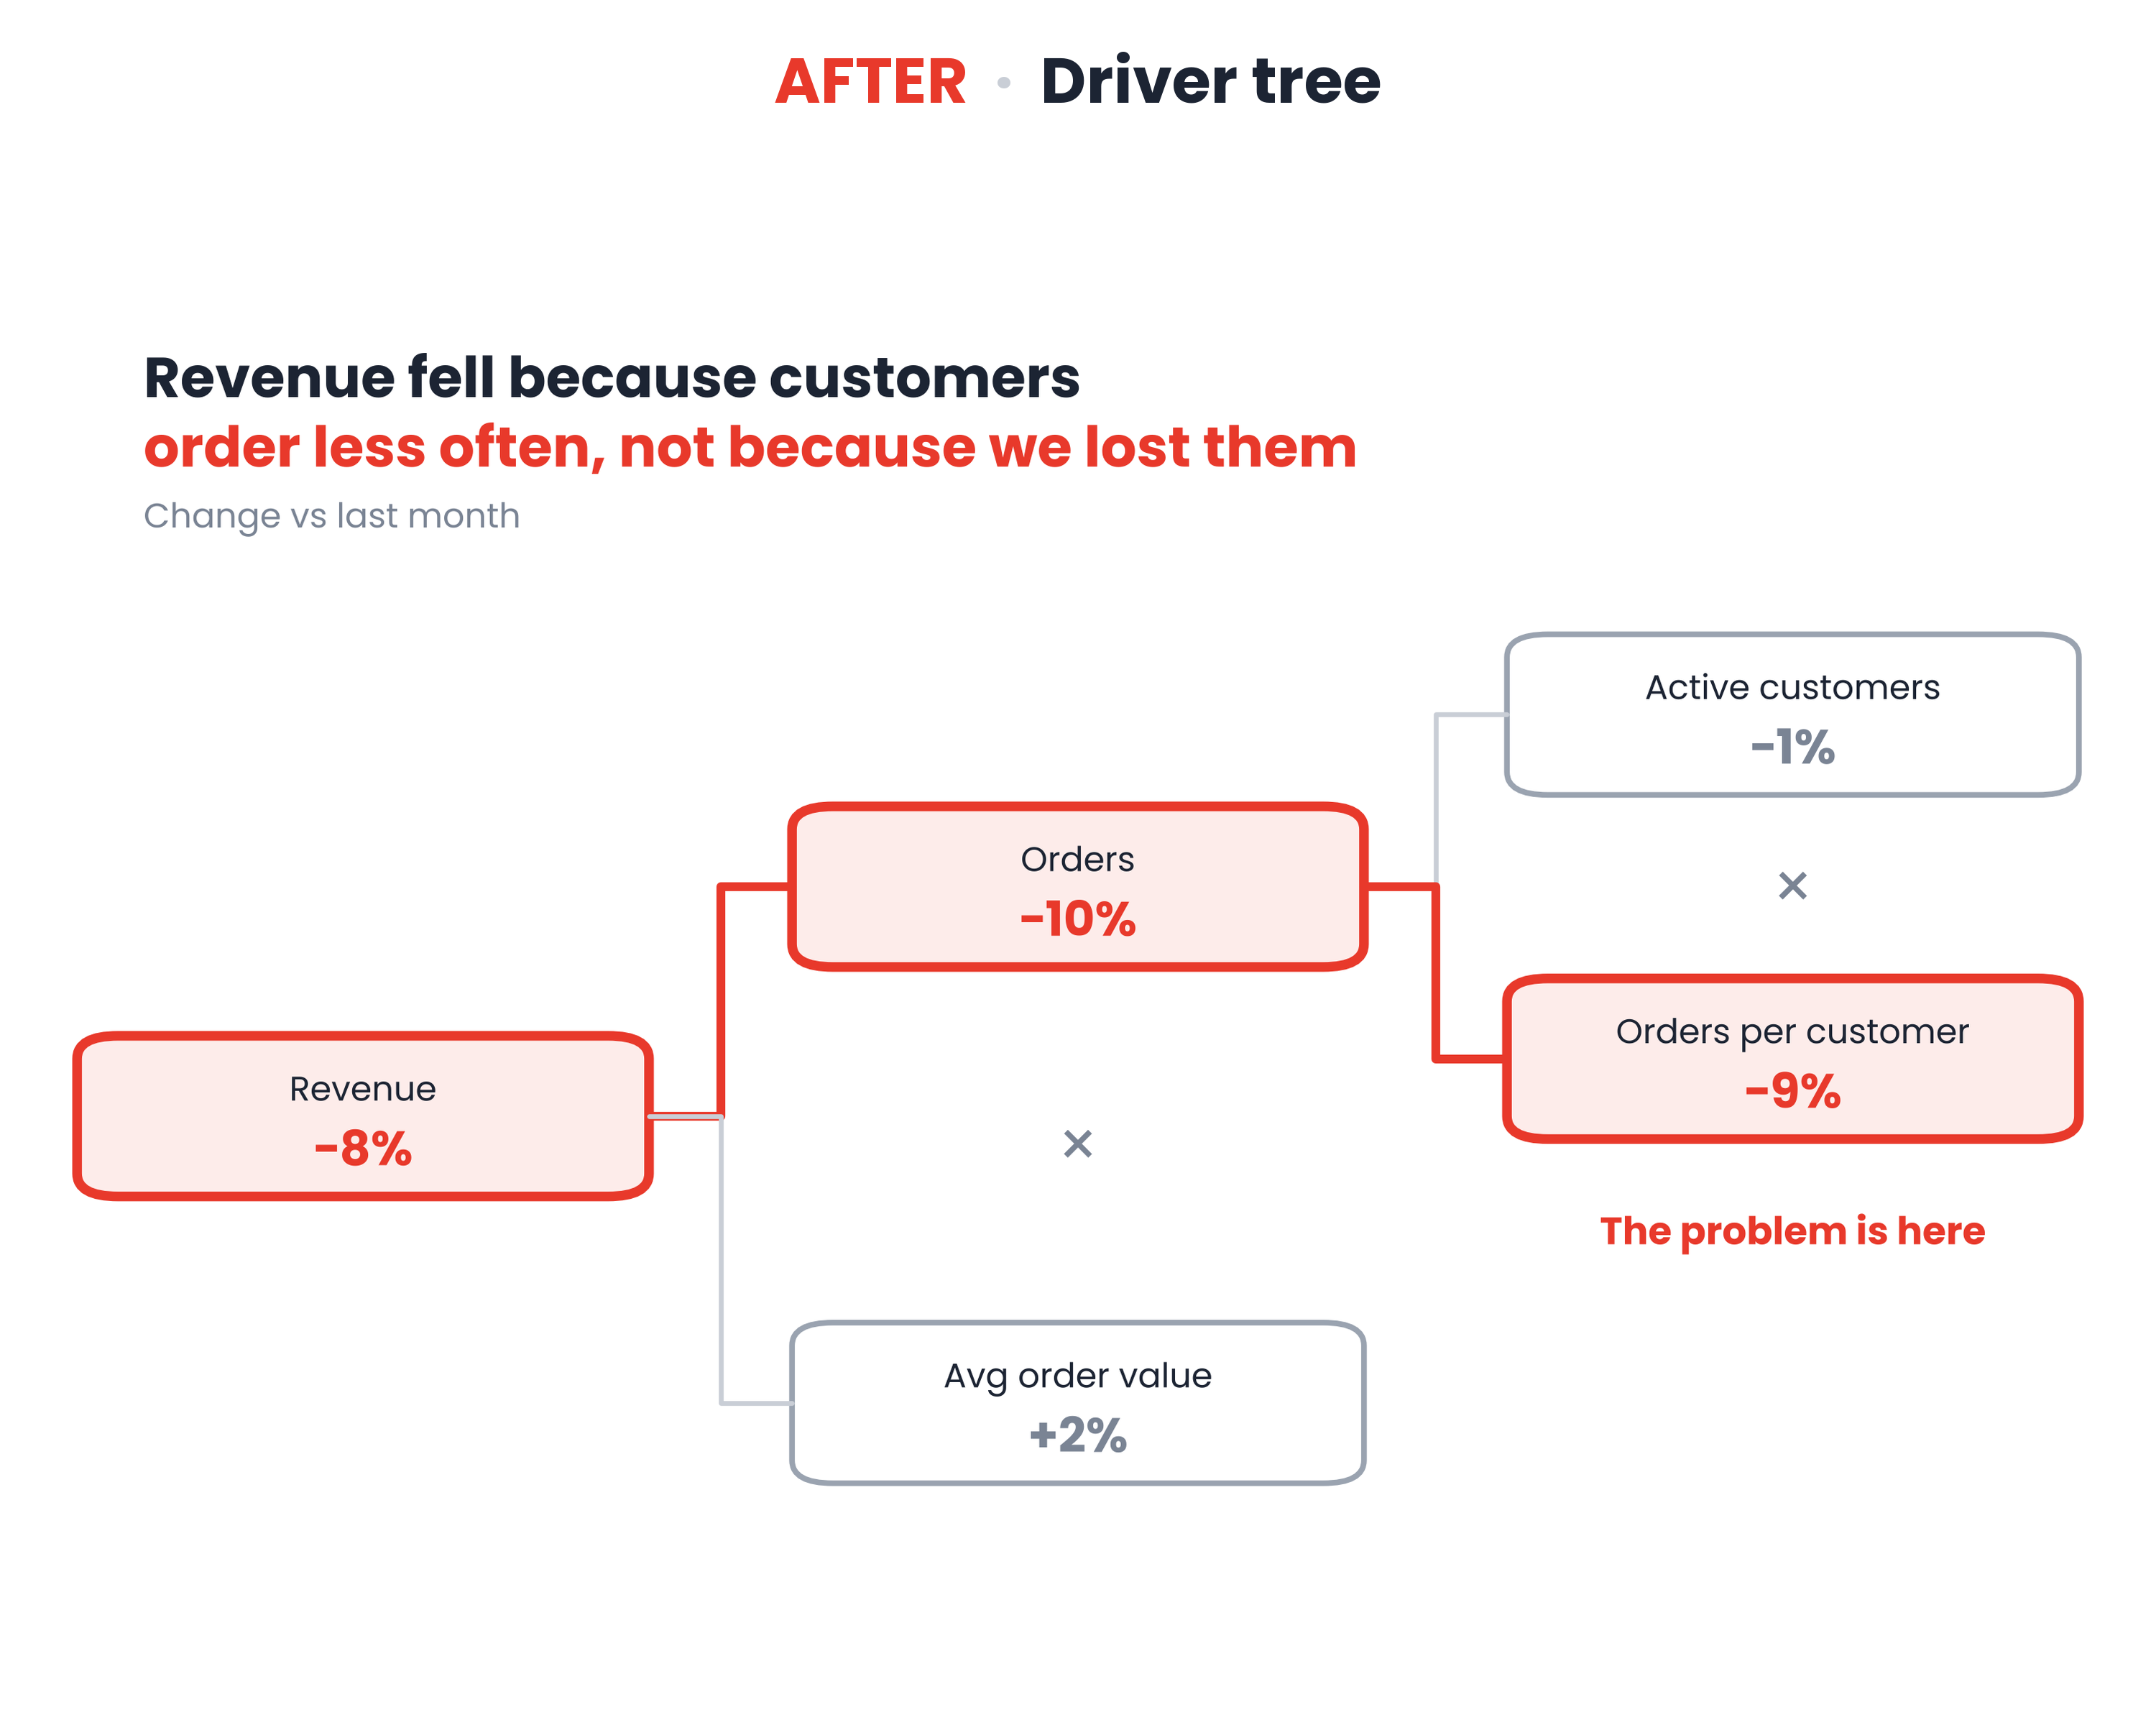 AFTER • Driver tree
Revenue fell because customers
order less often, not because we lost them
Change vs last month
Active customers
-1%
×
Orders
-10%
Orders per customer
-9%
The problem is here
Revenue
-8%
×
Avg order value
+2%